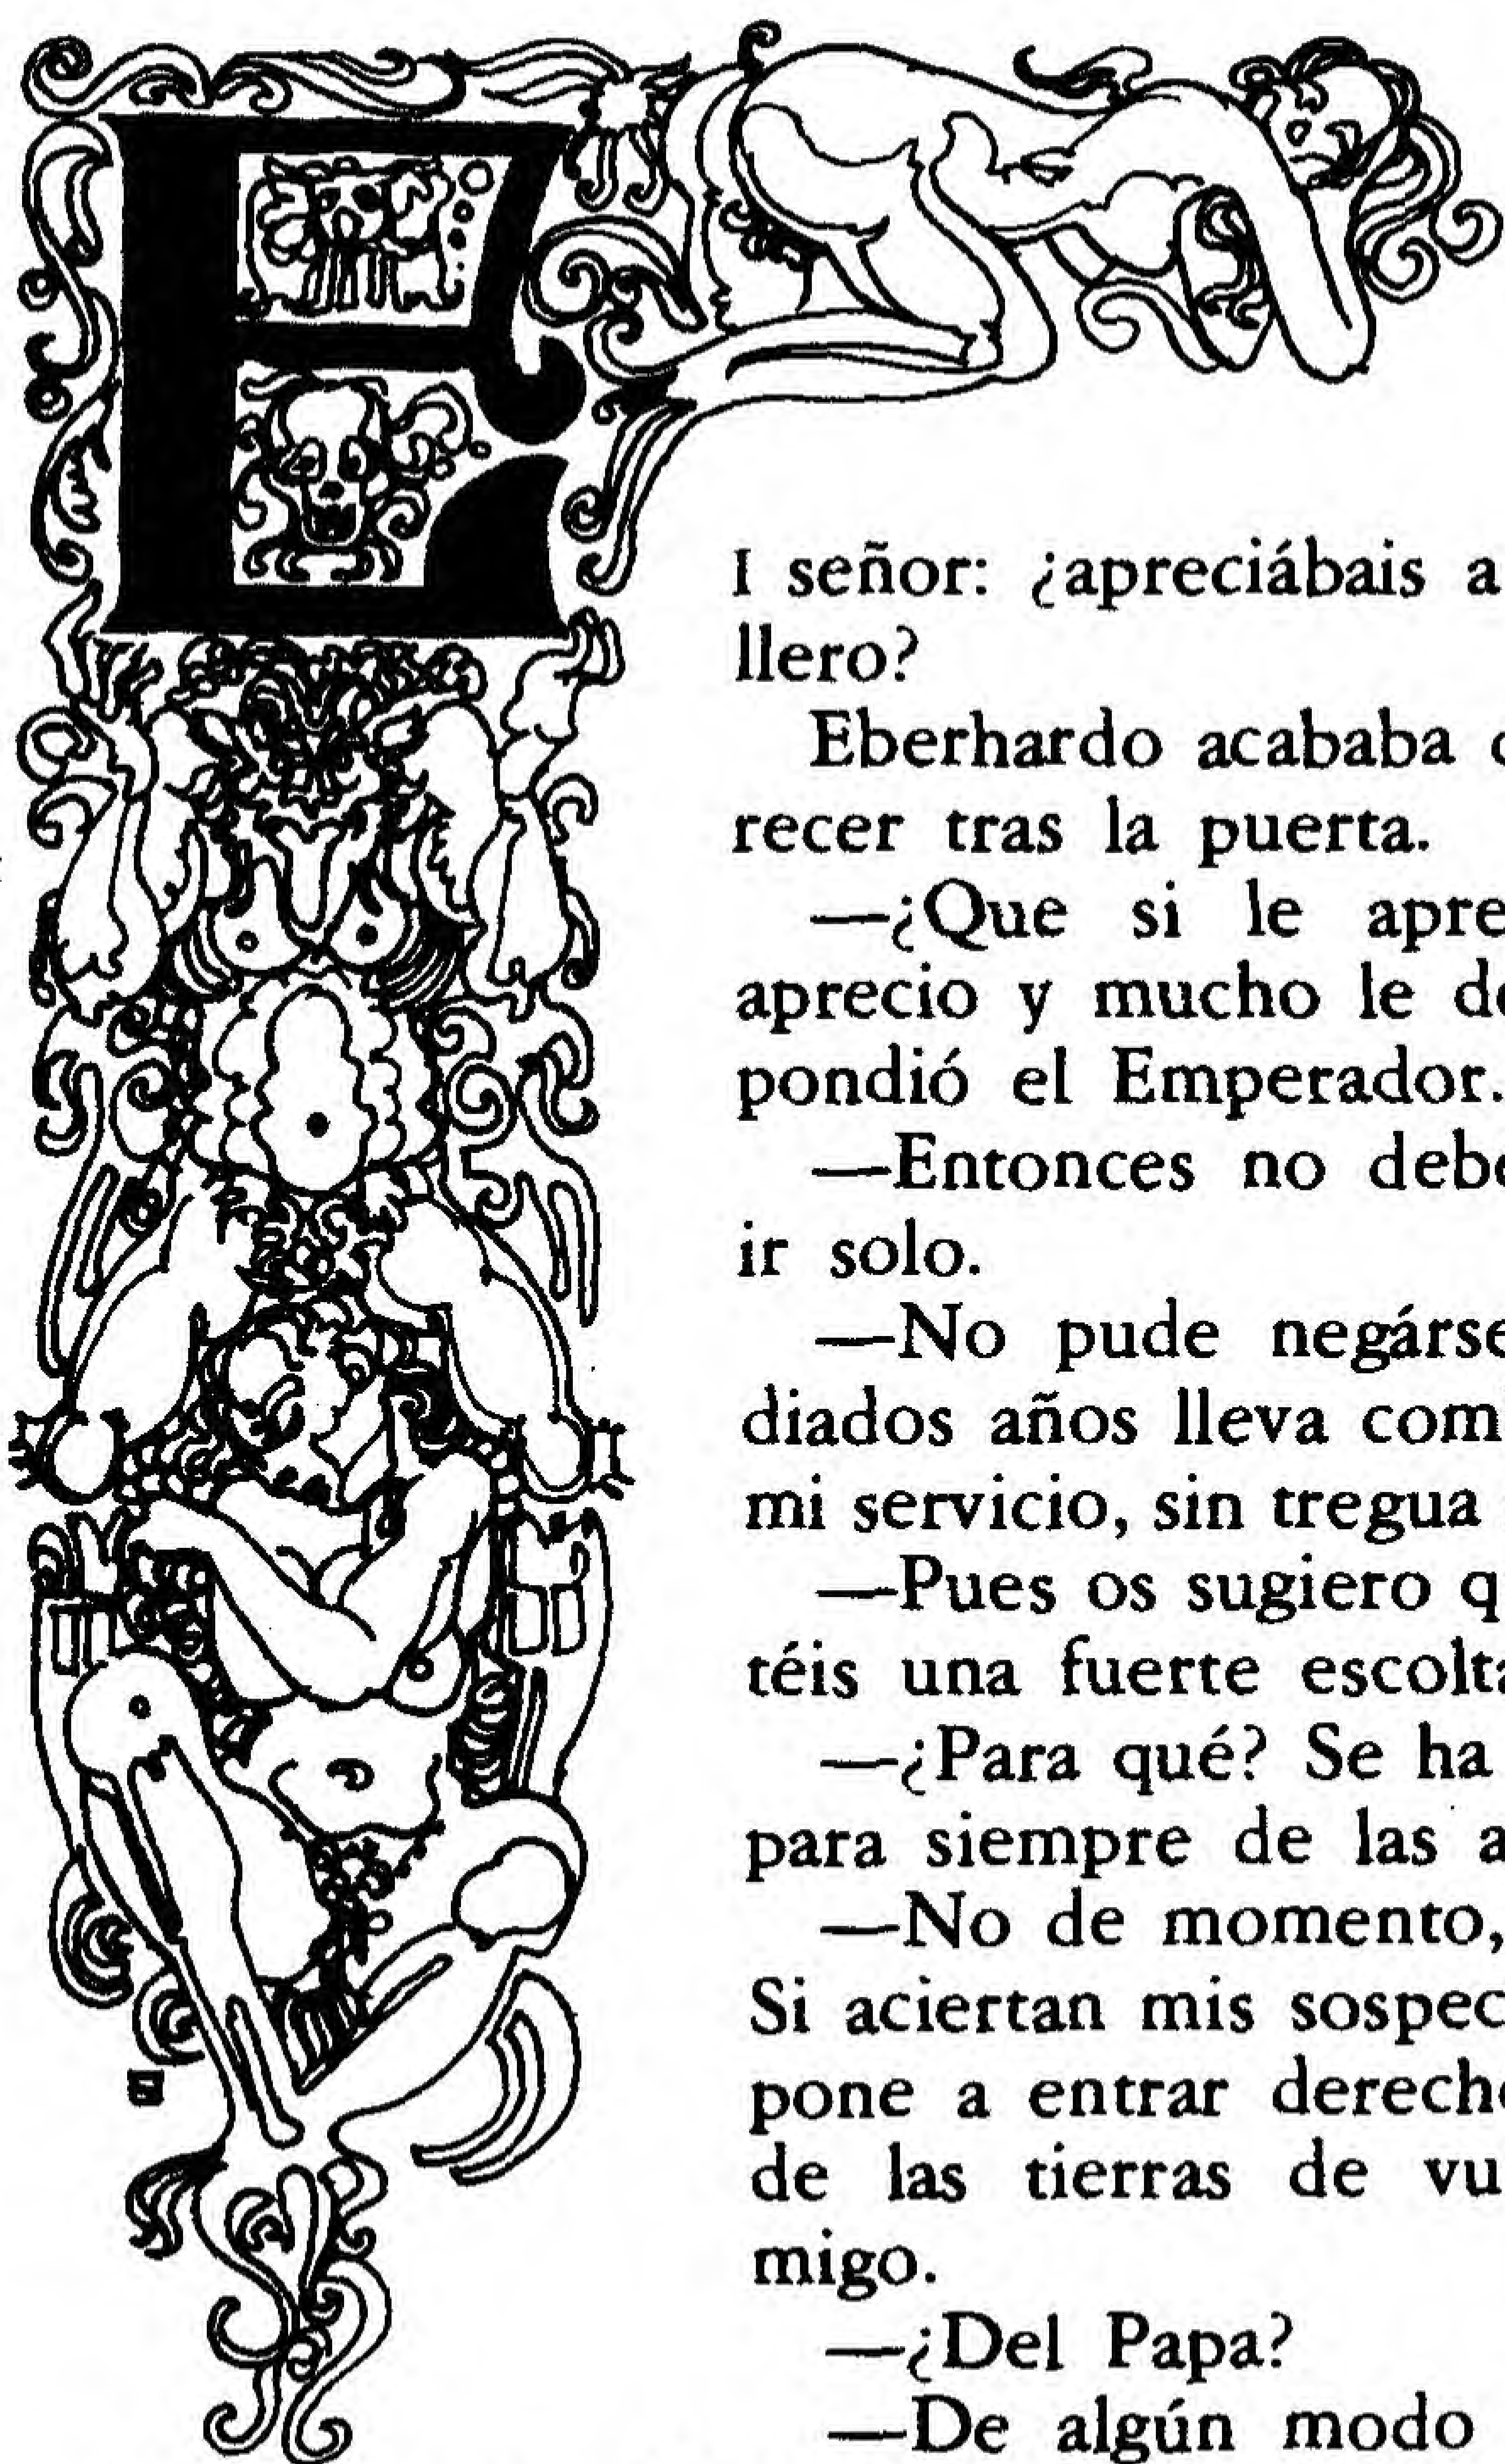 E
I señor: ¿apreciábais a
llero?
Eberhardo acababa
recer tras la puerta.
—¿Que si le apre
aprecio y mucho le de
pondió el Emperador.
—Entonces no debe
ir solo.
—No pude negárse
diados años lleva com
mi servicio, sin tregua
—Pues os sugiero q
téis una fuerte escolta
—¿Para qué? Se ha
para siempre de las a
—No de momento,
Si aciertan mis sospec
pone a entrar derecho
de las tierras de vu
migo.
—¿Del Papa?
—De algún modo